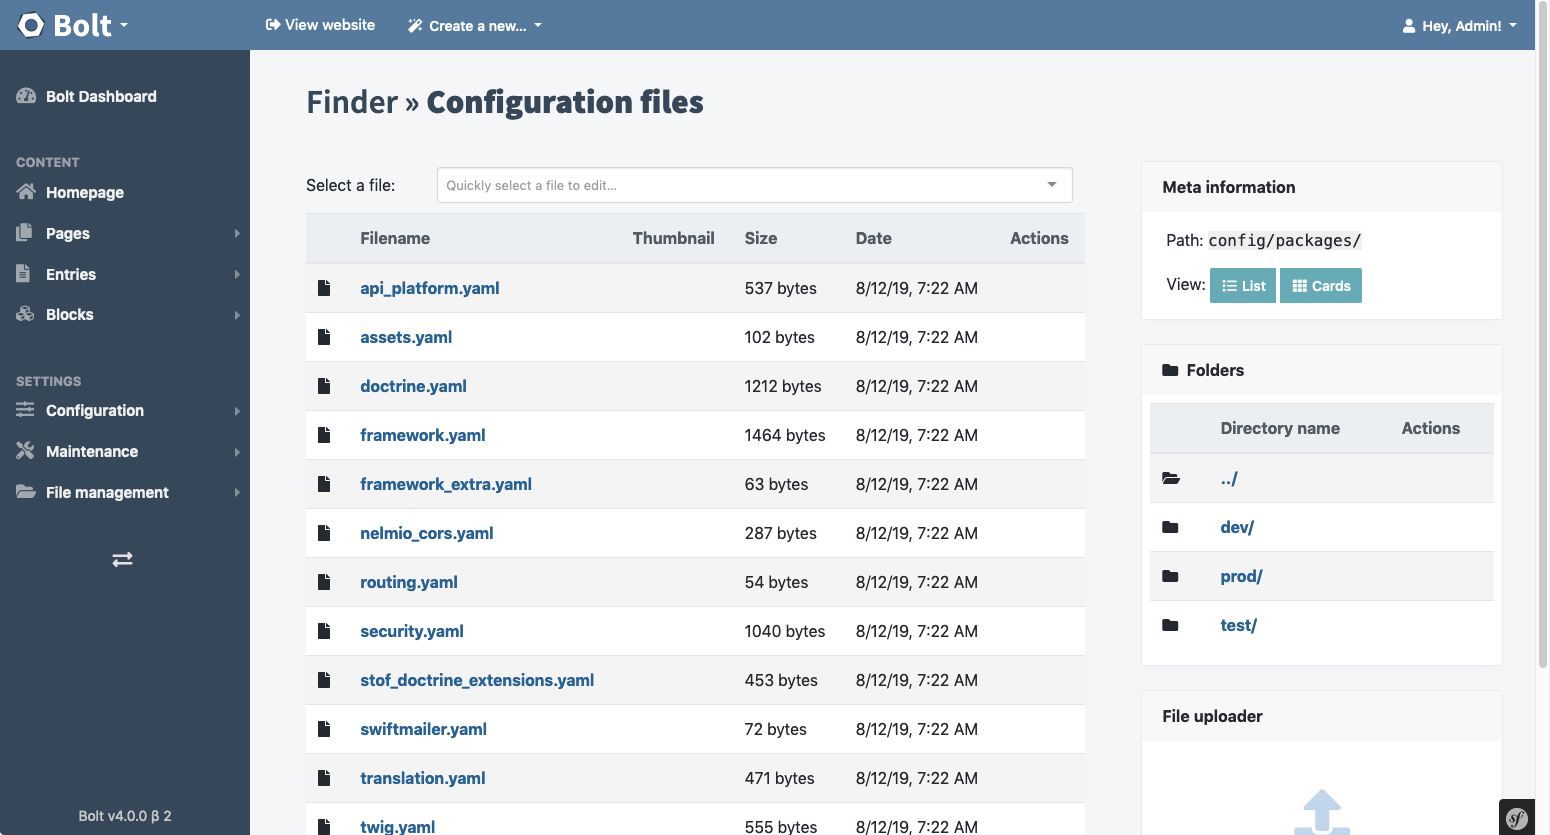 Bolt
View website
Create a new...
Hey, Admin!
Bolt Dashboard
CONTENT
Homepage
Pages
Entries
Blocks
SETTINGS
Configuration
Maintenance
File management
Bolt v4.0.0 β 2
Finder » Configuration files
Select a file:
Quickly select a file to edit...
Filename Thumbnail Size Date Actions
api_platform.yaml 537 bytes 8/12/19, 7:22 AM
assets.yaml 102 bytes 8/12/19, 7:22 AM
doctrine.yaml 1212 bytes 8/12/19, 7:22 AM
framework.yaml 1464 bytes 8/12/19, 7:22 AM
framework_extra.yaml 63 bytes 8/12/19, 7:22 AM
nelmio_cors.yaml 287 bytes 8/12/19, 7:22 AM
routing.yaml 54 bytes 8/12/19, 7:22 AM
security.yaml 1040 bytes 8/12/19, 7:22 AM
stof_doctrine_extensions.yaml 453 bytes 8/12/19, 7:22 AM
swiftmailer.yaml 72 bytes 8/12/19, 7:22 AM
translation.yaml 471 bytes 8/12/19, 7:22 AM
twig.yaml 555 bytes 8/12/19, 7:22 AM
Meta information
Path: config/packages/
View: List Cards
Folders
Directory name Actions
../
dev/
prod/
test/
File uploader
sf